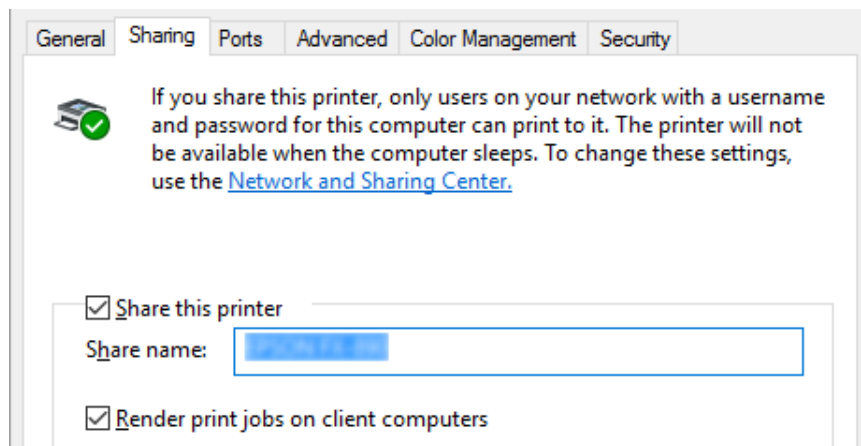 General Sharing Ports Advanced Color Management Security
If you share this printer, only users on your network with a username
and password for this computer can print to it. The printer will not
be available when the computer sleeps. To change these settings,
use the Network and Sharing Center.
Share this printer
Share name:
Render print jobs on client computers